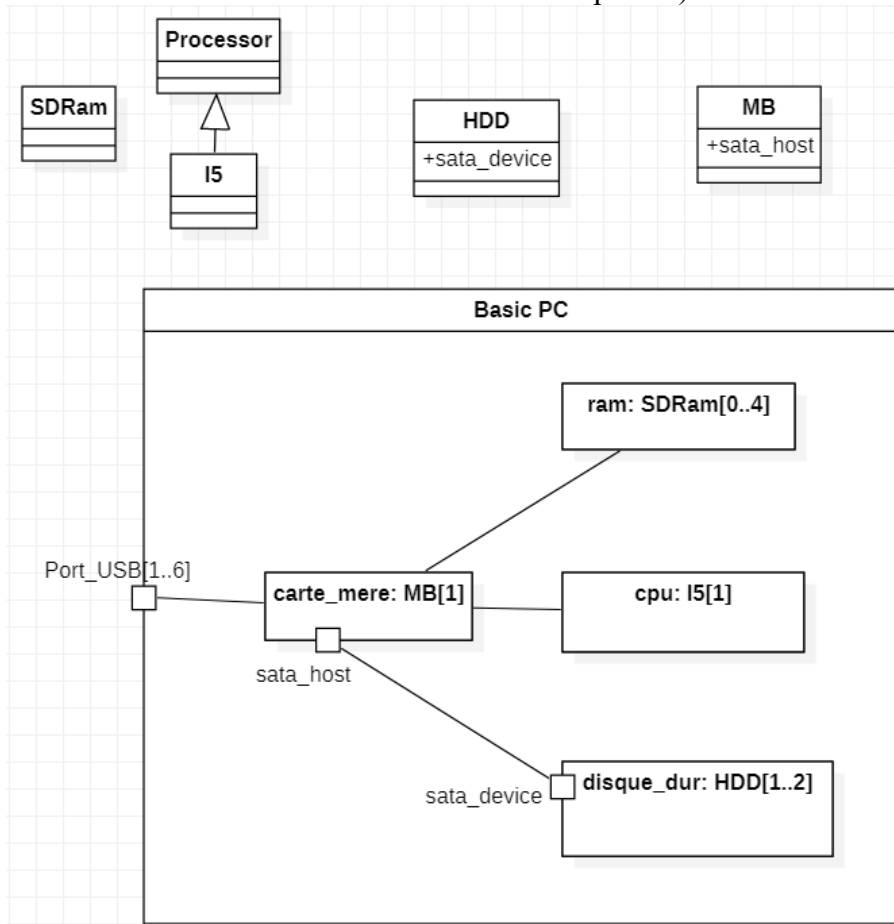 Processor
SDRam
HDD
+sata_device
MB
+sata_host
I5
Basic PC
ram: SDRam[0..4]
Port_USB[1..6]
carte_mere: MB[1]
cpu: I5[1]
sata_host
disque_dur: HDD[1..2]
sata_device